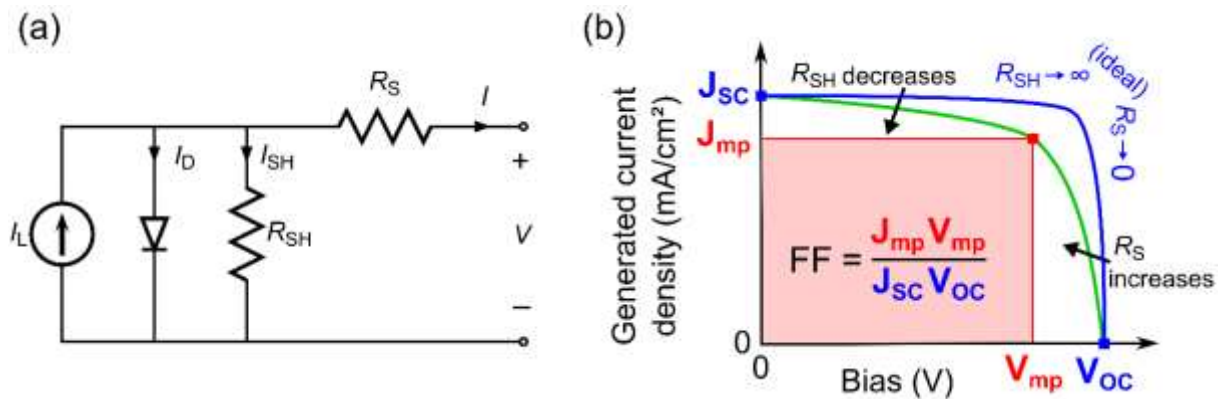 (a)
R_S
I
I_D
I_SH
+
I_L
R_SH
V
–
(b)
Generated current
density (mA/cm²)
J_SC
J_mp
0
R_SH decreases
R_SH → ∞
(ideal)
R_S → 0
FF = J_mp V_mp / J_SC V_OC
R_S
increases
0
Bias (V)
V_mp
V_OC